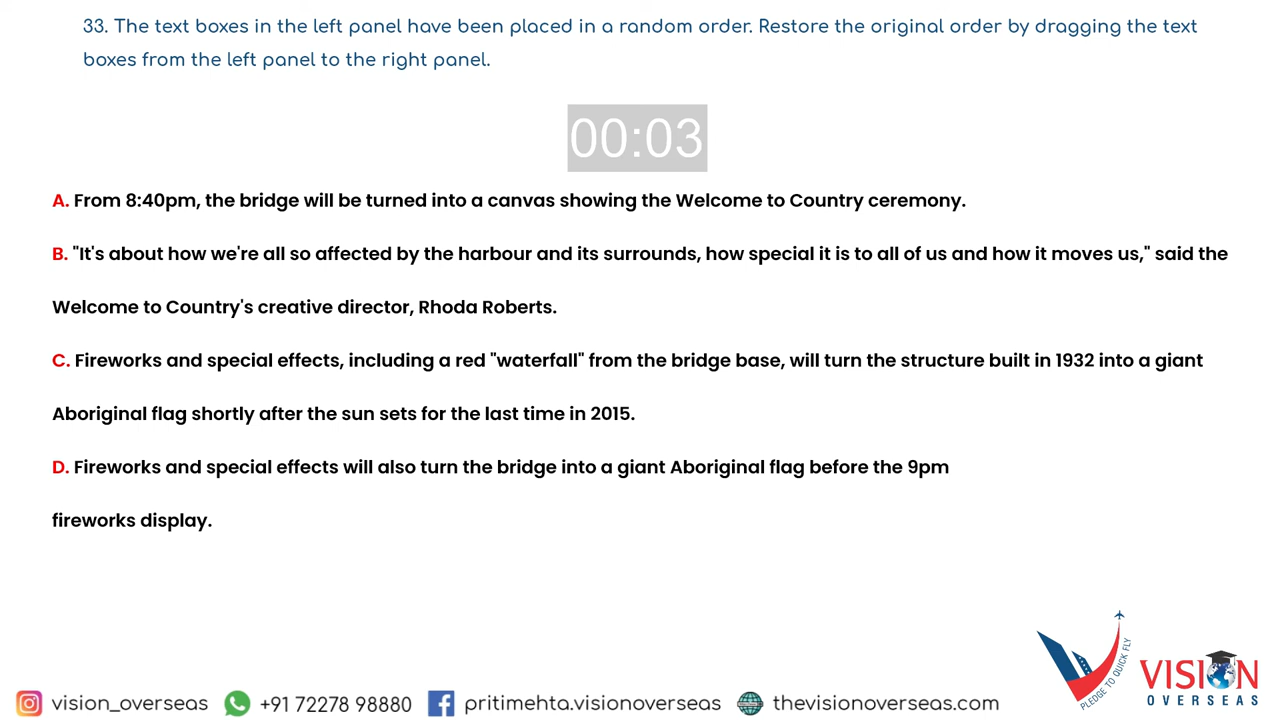 33. The text boxes in the left panel have been placed in a random order. Restore the original order by dragging the text
boxes from the left panel to the right panel.
00:03
A. From 8:40pm, the bridge will be turned into a canvas showing the Welcome to Country ceremony.
B. "It's about how we're all so affected by the harbour and its surrounds, how special it is to all of us and how it moves us," said the
Welcome to Country's creative director, Rhoda Roberts.
C. Fireworks and special effects, including a red "waterfall" from the bridge base, will turn the structure built in 1932 into a giant
Aboriginal flag shortly after the sun sets for the last time in 2015.
D. Fireworks and special effects will also turn the bridge into a giant Aboriginal flag before the 9pm
fireworks display.
PLEDGE TO QUICK FLY
VISION
OVERSEAS
vision_overseas
+91 72278 98880
pritimehta.visionoverseas
thevisionoverseas.com